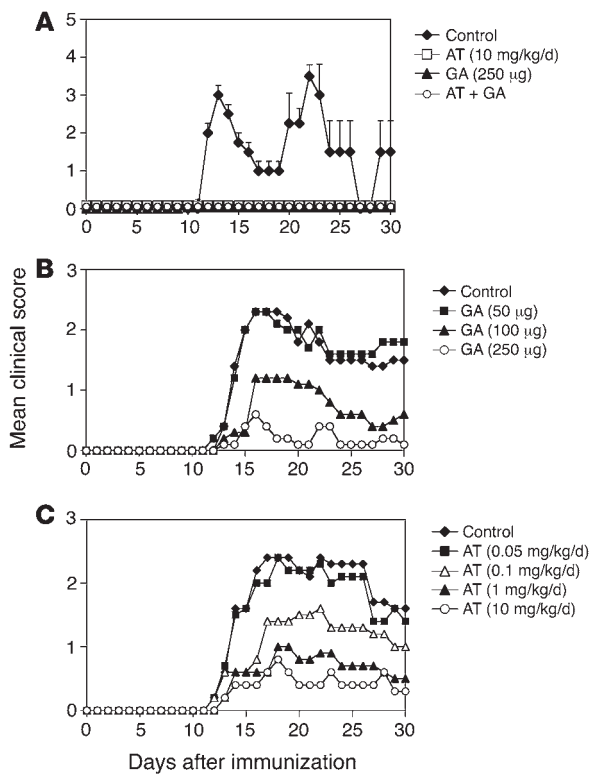 A
5
4
3
2
1
0
0 5 10 15 20 25 30
Control
AT (10 mg/kg/d)
GA (250 μg)
AT + GA
Mean clinical score
B
3
2
1
0
0 5 10 15 20 25 30
Control
GA (50 μg)
GA (100 μg)
GA (250 μg)
C
3
2
1
0
0 5 10 15 20 25 30
Control
AT (0.05 mg/kg/d)
AT (0.1 mg/kg/d)
AT (1 mg/kg/d)
AT (10 mg/kg/d)
Days after immunization